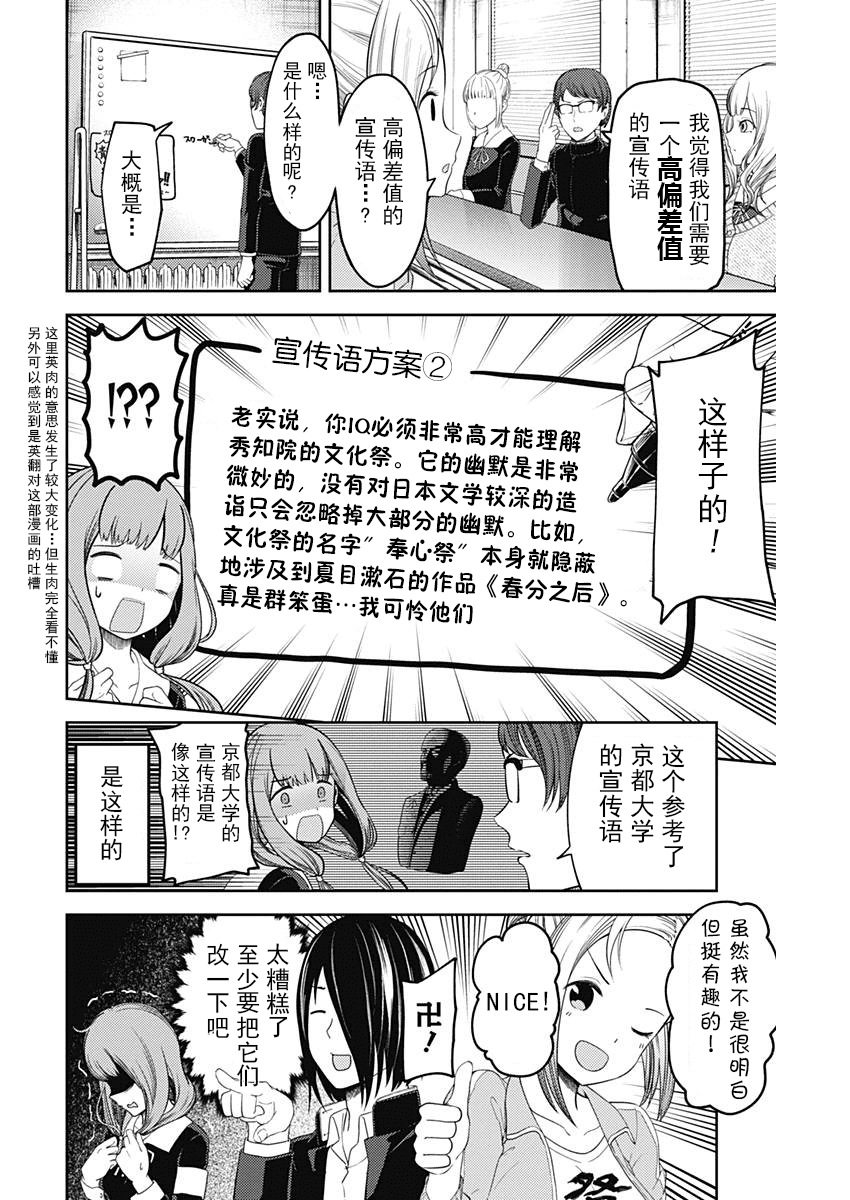 我觉得我们需要
一个高偏差值
的宣传语
高偏差值的
宣传语…?
嗯…
是什么样的呢?
大概是…
スローガン
这样子的!
宣传语方案②
老实说，你IQ必须非常高才能理解
秀知院的文化祭。它的幽默是非常
微妙的，没有对日本文学较深的造
诣只会忽略掉大部分的幽默。比如，
文化祭的名字”奉心祭”本身就隐蔽
地涉及到夏目漱石的作品《春分之后》。
真是群笨蛋…我可怜他们
!??
这里英肉的意思发生了较大变化…但生肉完全看不懂
另外可以感觉到是英翻对这部漫画的吐槽
这个参考了
京都大学
的宣传语
京都大学的
宣传语是
像这样的!?
是这样的
虽然我不是很明白
但挺有趣的!
NICE!
卍!
太糟糕了
至少要把它们
改一下吧
祭